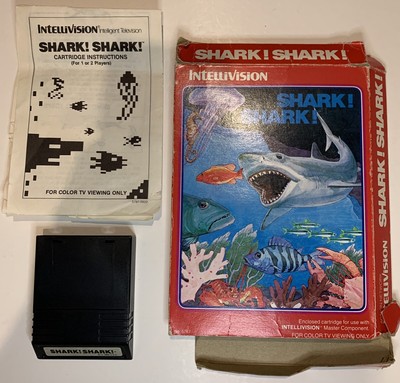 INTELLIVISION Intelligent Television
SHARK! SHARK!
CARTRIDGE INSTRUCTIONS
(For 1 or 2 Players)
FOR COLOR TV VIEWING ONLY
SHARK! SHARK!
INTELLIVISION
SHARK!
SHARK!
Enclosed cartridge for use with
INTELLIVISION Master Component.
FOR COLOR TV VIEWING ONLY
SHARK! SHARK!
INTELLIVISION
SHARK! SHARK!